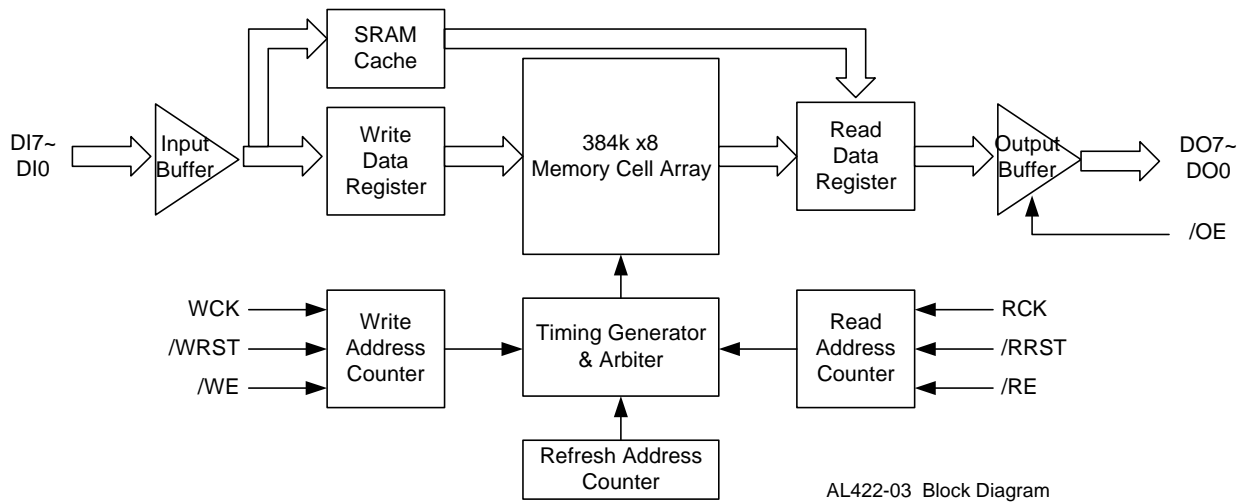 SRAM
Cache
DI7~
DI0
Input
Buffer
Write
Data
Register
384k x8
Memory Cell Array
Read
Data
Register
Output
Buffer
DO7~
DO0
/OE
WCK
/WRST
/WE
Write
Address
Counter
Timing Generator
& Arbiter
Read
Address
Counter
RCK
/RRST
/RE
Refresh Address
Counter
AL422-03 Block Diagram